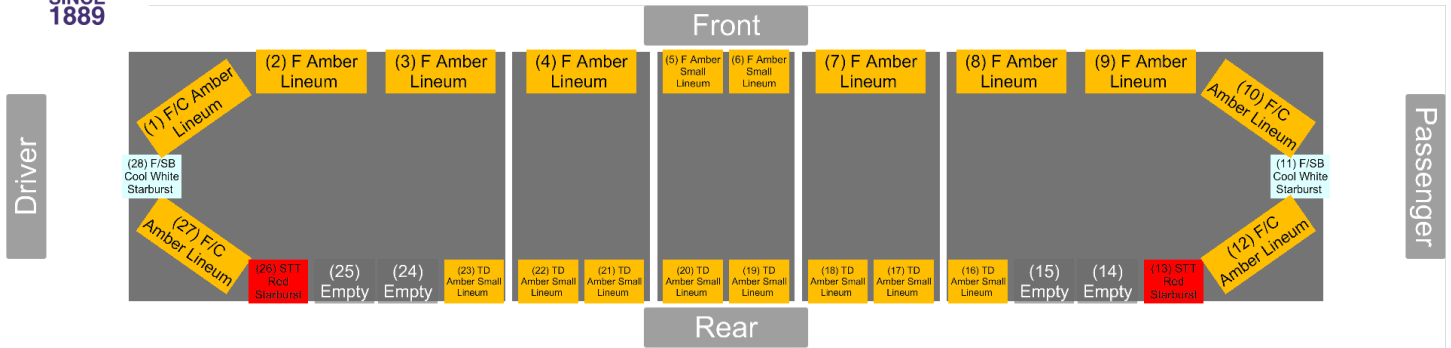 SINCE
1889
Front
(2) F Amber
Lineum
(3) F Amber
Lineum
(4) F Amber
Lineum
(5) F Amber
Small
Lineum
(6) F Amber
Small
Lineum
(7) F Amber
Lineum
(8) F Amber
Lineum
(9) F Amber
Lineum
(1) F/C Amber
Lineum
(10) F/C
Amber Lineum
Driver
(28) F/SB
Cool White
Starburst
(11) F/SB
Cool White
Starburst
Passenger
(27) F/C
Amber Lineum
(12) F/C
Amber Lineum
(26) STT
Red
Starburst
(25)
Empty
(24)
Empty
(23) TD
Amber Small
Lineum
(22) TD
Amber Small
Lineum
(21) TD
Amber Small
Lineum
(20) TD
Amber Small
Lineum
(19) TD
Amber Small
Lineum
(18) TD
Amber Small
Lineum
(17) TD
Amber Small
Lineum
(16) TD
Amber Small
Lineum
(15)
Empty
(14)
Empty
(13) STT
Red
Starburst
Rear